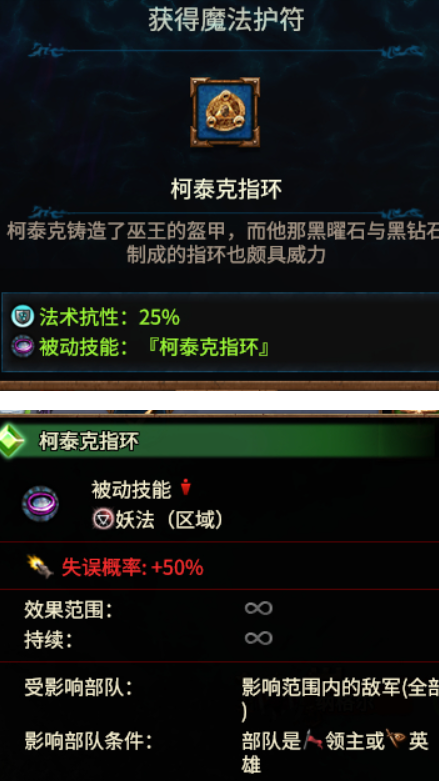 获得魔法护符
柯泰克指环
柯泰克铸造了巫王的盔甲，而他那黑曜石与黑钻石
制成的指环也颇具威力
法术抗性：25%
被动技能：『柯泰克指环』
柯泰克指环
被动技能
妖法（区域）
失误概率: +50%
效果范围： ∞
持续： ∞
受影响部队： 影响范围内的敌军(全部
)
影响部队条件： 部队是领主或英
雄